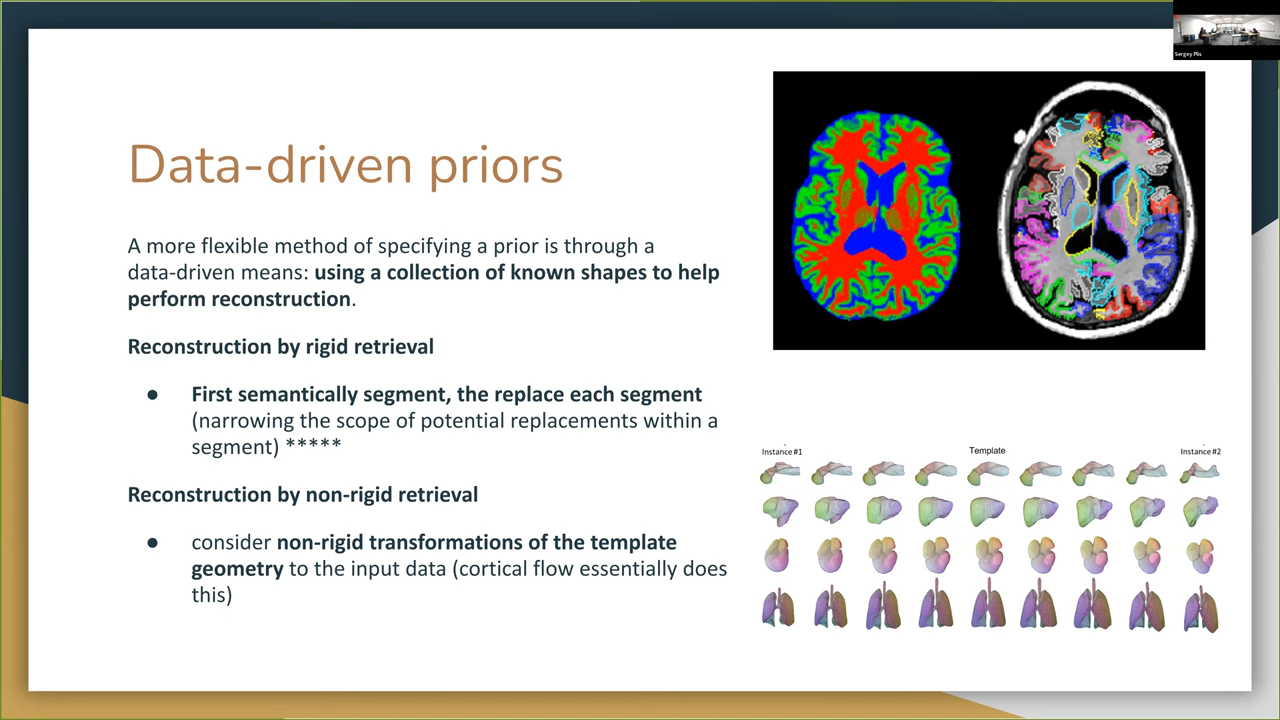 Sergey Plis
Data-driven priors
A more flexible method of specifying a prior is through a
data-driven means: using a collection of known shapes to help
perform reconstruction.
Reconstruction by rigid retrieval
● First semantically segment, the replace each segment
(narrowing the scope of potential replacements within a
segment) *****
Reconstruction by non-rigid retrieval
● consider non-rigid transformations of the template
geometry to the input data (cortical flow essentially does
this)
Instance #1
Template
Instance #2